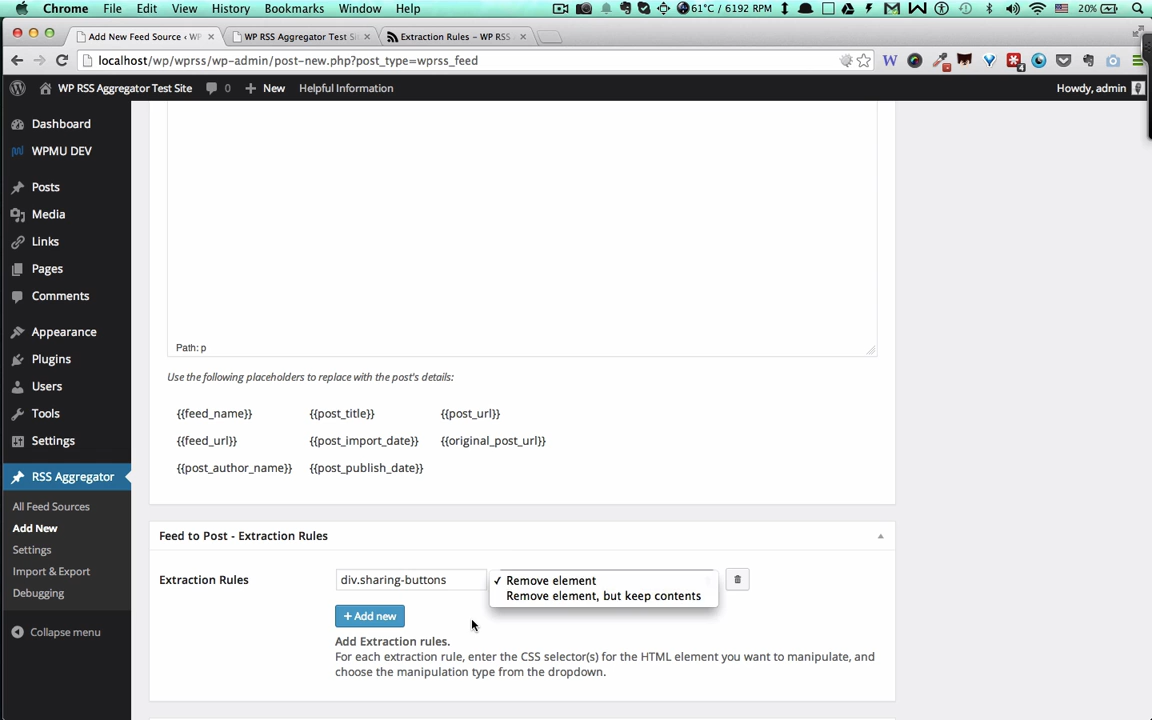 Chrome File Edit View History Bookmarks Window Help 61°C / 6192 RPM 20%
Add New Feed Source ‹ WP WP RSS Aggregator Test Si Extraction Rules – WP RSS
localhost/wp/wprss/wp-admin/post-new.php?post_type=wprss_feed
WP RSS Aggregator Test Site 0 + New Helpful Information Howdy, admin
Dashboard
WPMU DEV
Posts
Media
Links
Pages
Comments
Appearance
Plugins
Users
Tools
Settings
RSS Aggregator
All Feed Sources
Add New
Settings
Import & Export
Debugging
Collapse menu
Path: p
Use the following placeholders to replace with the post's details:
{{feed_name}} {{post_title}} {{post_url}}
{{feed_url}} {{post_import_date}} {{original_post_url}}
{{post_author_name}} {{post_publish_date}}
Feed to Post - Extraction Rules
Extraction Rules div.sharing-buttons ✓ Remove element
Remove element, but keep contents
+ Add new
Add Extraction rules.
For each extraction rule, enter the CSS selector(s) for the HTML element you want to manipulate, and
choose the manipulation type from the dropdown.